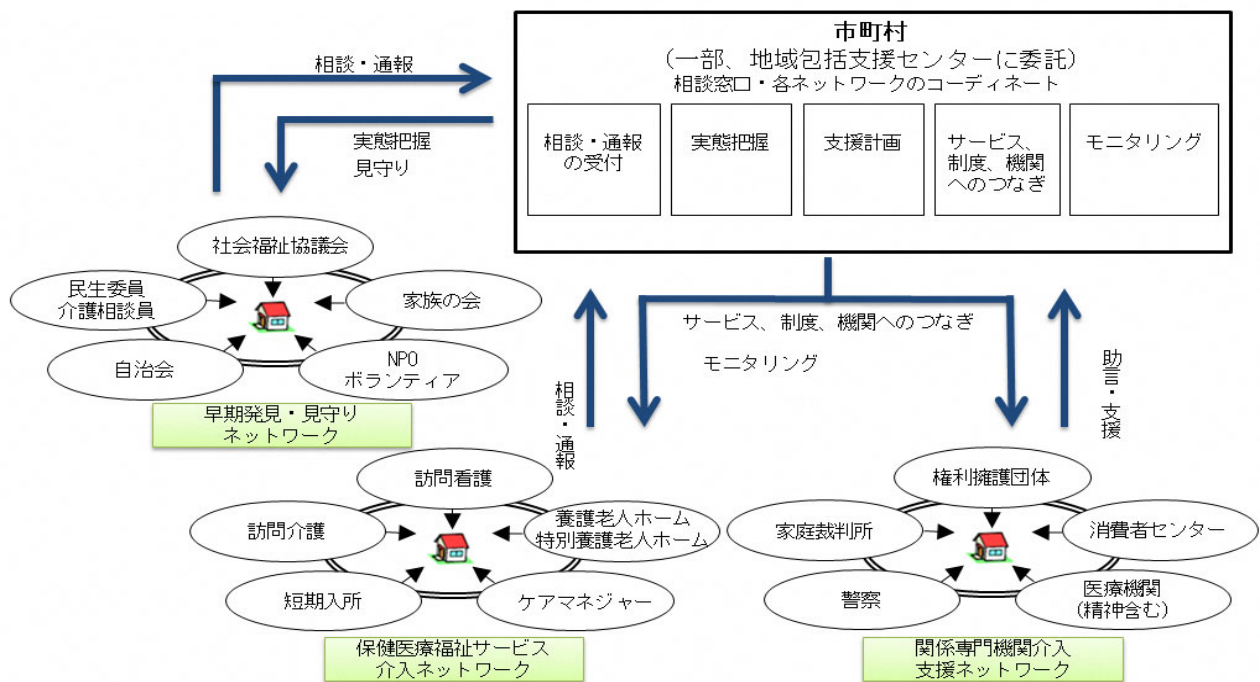 市町村
（一部、地域包括支援センターに委託）
相談窓口・各ネットワークのコーディネート
相談・通報
の受付
実態把握
支援計画
サービス、
制度、機関
へのつなぎ
モニタリング
相談・通報
実態把握
見守り
社会福祉協議会
民生委員
介護相談員
家族の会
自治会
NPO
ボランティア
早期発見・見守り
ネットワーク
サービス、制度、機関へのつなぎ
モニタリング
相談・通報
助言・支援
訪問看護
訪問介護
養護老人ホーム
特別養護老人ホーム
短期入所
ケアマネジャー
保健医療福祉サービス
介入ネットワーク
権利擁護団体
家庭裁判所
消費者センター
警察
医療機関
(精神含む)
関係専門機関介入
支援ネットワーク